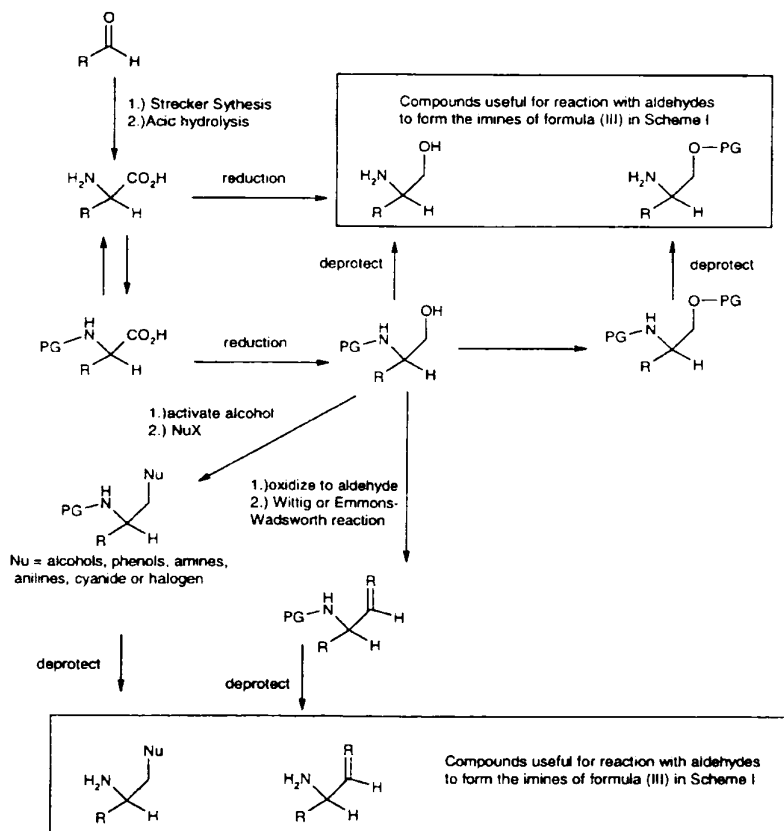 O
R
H
1.) Strecker Sythesis
2.)Acic hydrolysis
Compounds useful for reaction with aldehydes
to form the imines of formula (III) in Scheme I
OH
H₂N
R
H
O—PG
H₂N
R
H
H₂N
CO₂H
R
H
reduction
deprotect
deprotect
H
PG-N
CO₂H
R
H
reduction
OH
H
PG-N
R
H
O—PG
H
PG-N
R
H
1.)activate alcohol
2.) NuX
1.)oxidize to aldehyde
2.) Wittig or Emmons-
Wadsworth reaction
Nu
H
PG-N
R
H
Nu = alcohols, phenols, amines,
anilines, cyanide or halogen
R
H
PG-N
H
R
H
deprotect
deprotect
Nu
H₂N
R
H
R
H₂N
H
R
H
Compounds useful for reaction with aldehydes
to form the imines of formula (III) in Scheme I